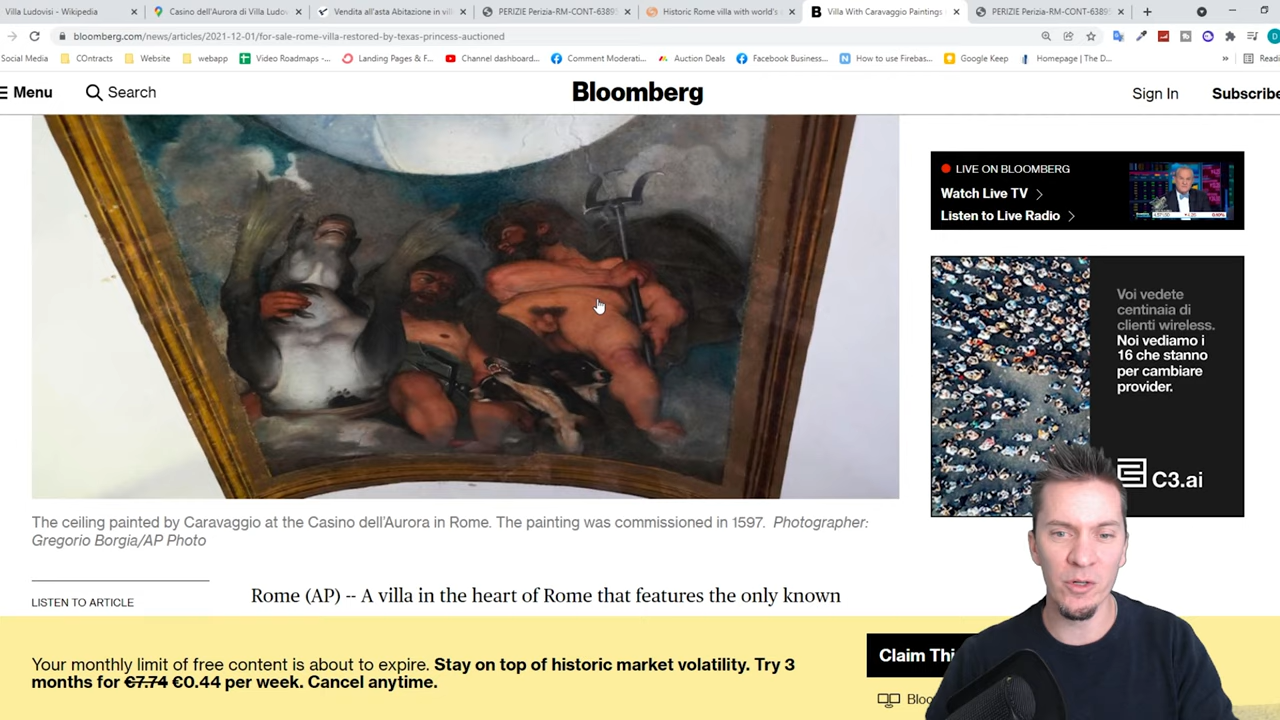 Villa Ludovisi - Wikipedia
Casino dell'Aurora di Villa Ludov
Vendita all'asta Abitazione in vill
PERIZIE Perizia-RM-CONT-63895
Historic Rome villa with world's
Villa With Caravaggio Paintings
PERIZIE Perizia-RM-CONT-63895
bloomberg.com/news/articles/2021-12-01/for-sale-rome-villa-restored-by-texas-princess-auctioned
Social Media
COntracts
Website
webapp
Video Roadmaps -...
Landing Pages & F...
Channel dashboard...
Comment Moderati...
Auction Deals
Facebook Business...
How to use Firebas...
Google Keep
Homepage | The D...
»
Readi
Menu
Search
Bloomberg
Sign In
Subscribe
LIVE ON BLOOMBERG
Watch Live TV
Listen to Live Radio
Voi vedete
centinaia di
clienti wireless.
Noi vediamo i
16 che stanno
per cambiare
provider.
C3.ai
The ceiling painted by Caravaggio at the Casino dell'Aurora in Rome. The painting was commissioned in 1597. Photographer:
Gregorio Borgia/AP Photo
LISTEN TO ARTICLE
Rome (AP) -- A villa in the heart of Rome that features the only known
Your monthly limit of free content is about to expire. Stay on top of historic market volatility. Try 3
months for €7.74 €0.44 per week. Cancel anytime.
Claim Thi
Bloo